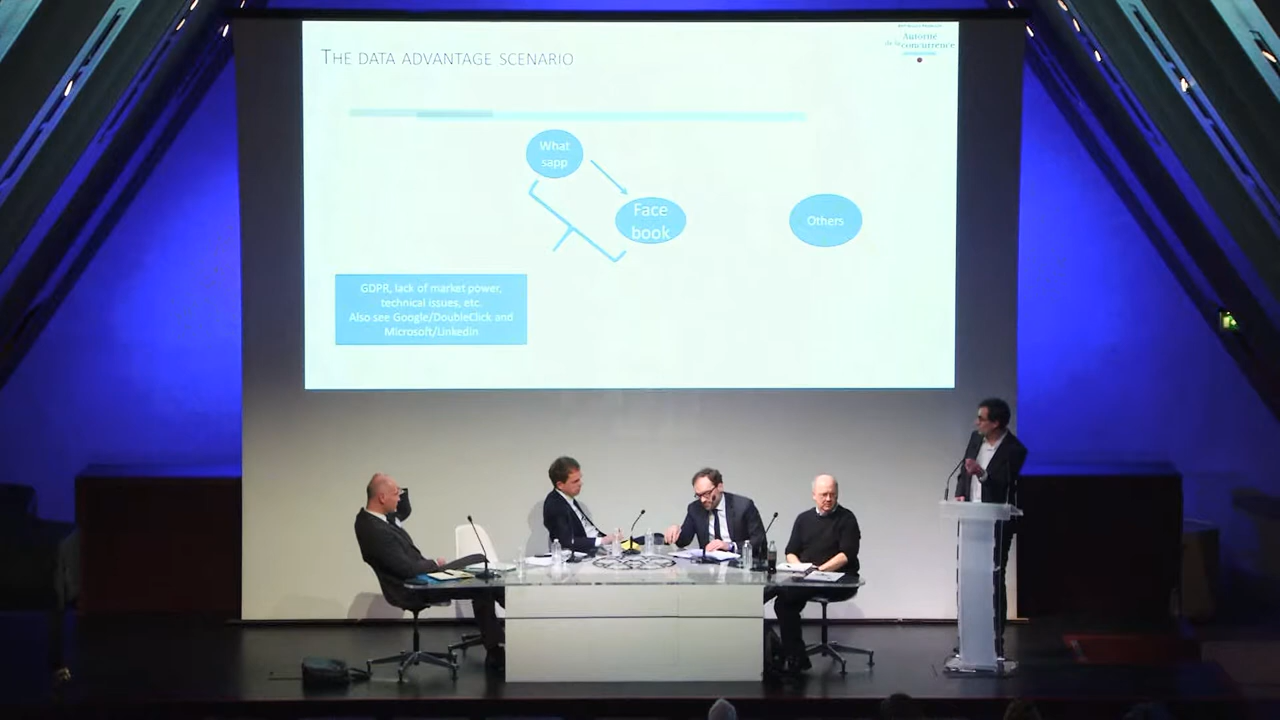 THE DATA ADVANTAGE SCENARIO
Autorité
de la concurrence
What
sapp
Face
book
Others
GDPR, lack of market power,
technical issues, etc.
Also see Google/DoubleClick and
Microsoft/Linkedin